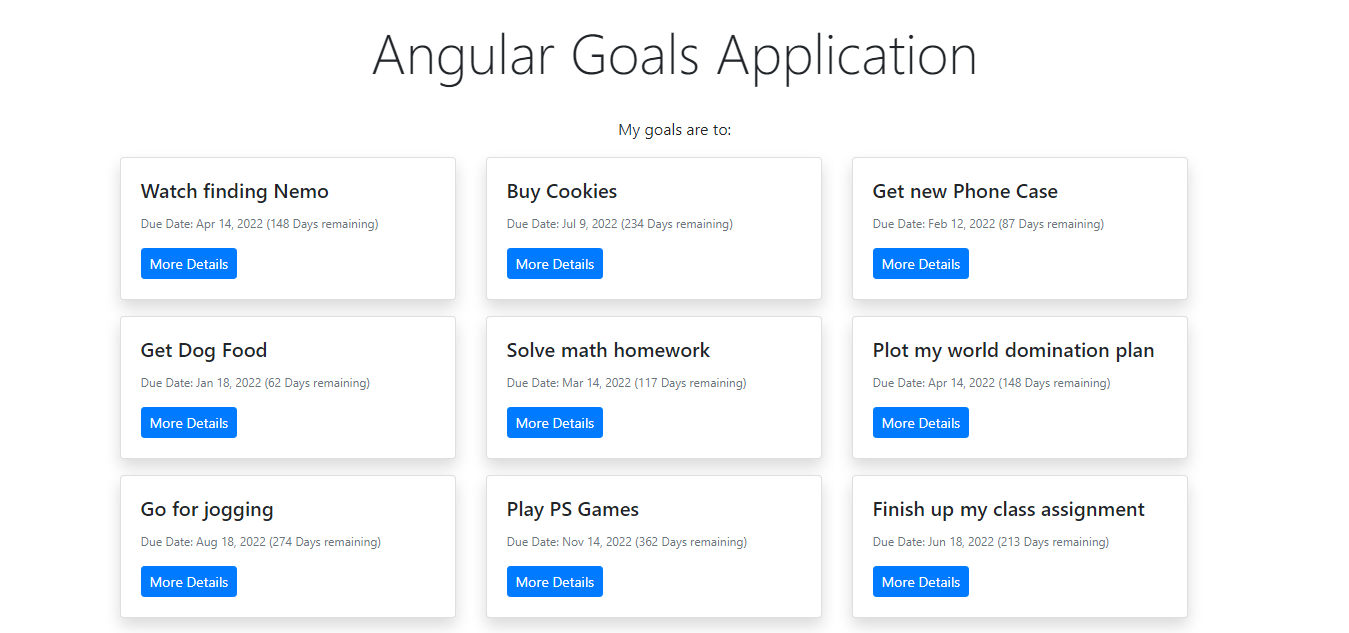 Angular Goals Application
My goals are to:
Watch finding Nemo
Due Date: Apr 14, 2022 (148 Days remaining)
More Details
Buy Cookies
Due Date: Jul 9, 2022 (234 Days remaining)
More Details
Get new Phone Case
Due Date: Feb 12, 2022 (87 Days remaining)
More Details
Get Dog Food
Due Date: Jan 18, 2022 (62 Days remaining)
More Details
Solve math homework
Due Date: Mar 14, 2022 (117 Days remaining)
More Details
Plot my world domination plan
Due Date: Apr 14, 2022 (148 Days remaining)
More Details
Go for jogging
Due Date: Aug 18, 2022 (274 Days remaining)
More Details
Play PS Games
Due Date: Nov 14, 2022 (362 Days remaining)
More Details
Finish up my class assignment
Due Date: Jun 18, 2022 (213 Days remaining)
More Details